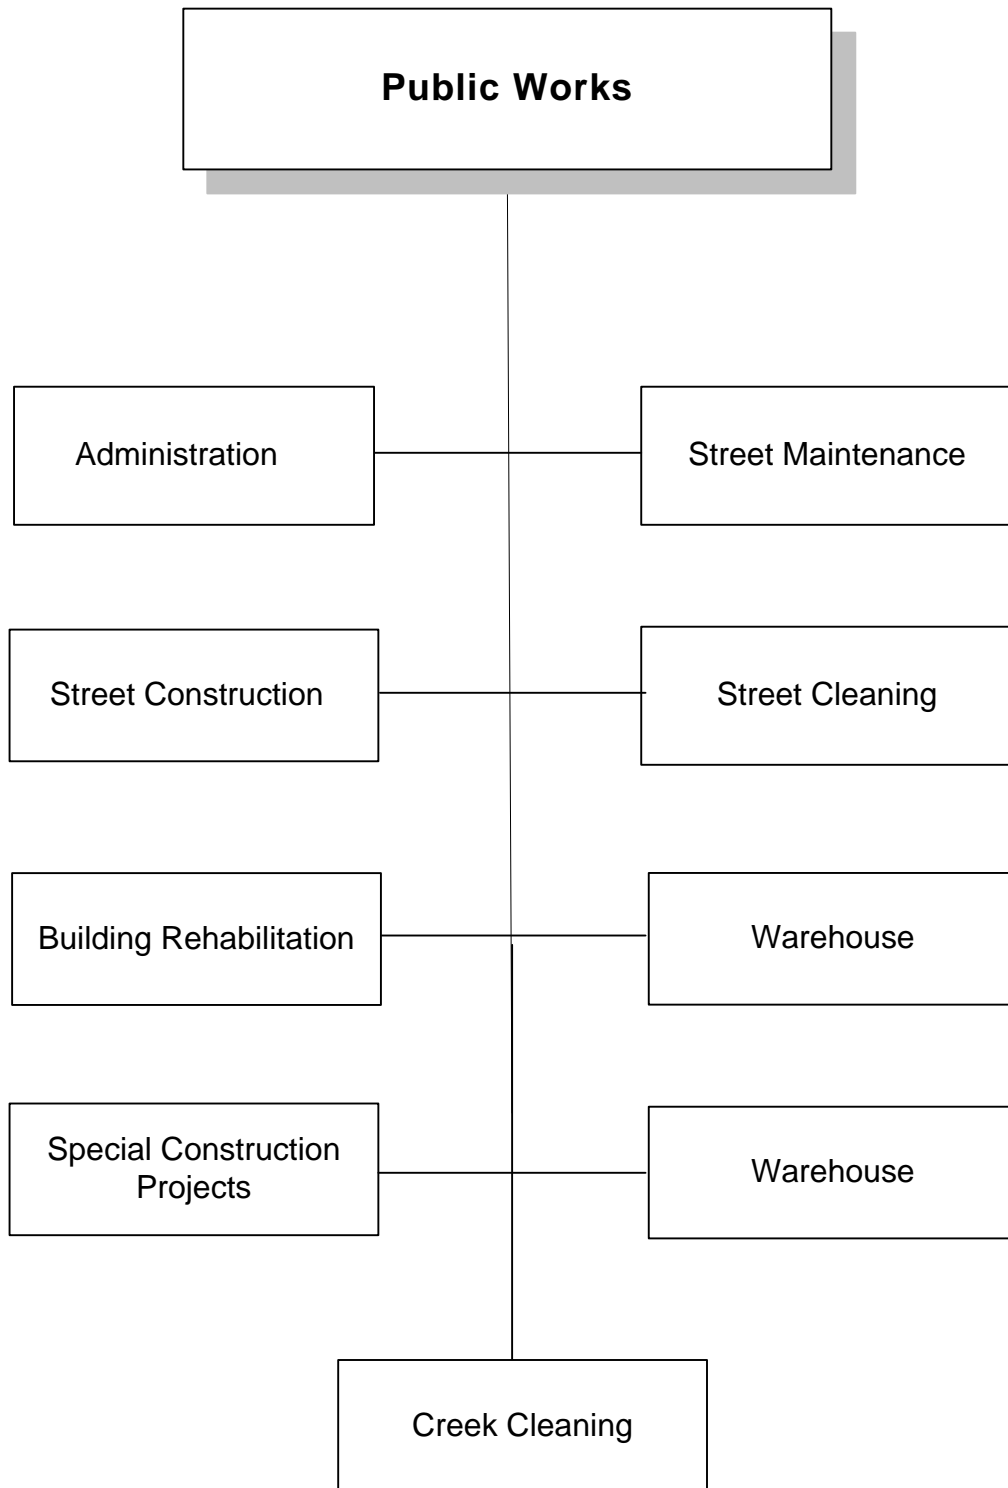 Public Works
Administration
Street Maintenance
Street Construction
Street Cleaning
Building Rehabilitation
Warehouse
Special Construction
Projects
Warehouse
Creek Cleaning